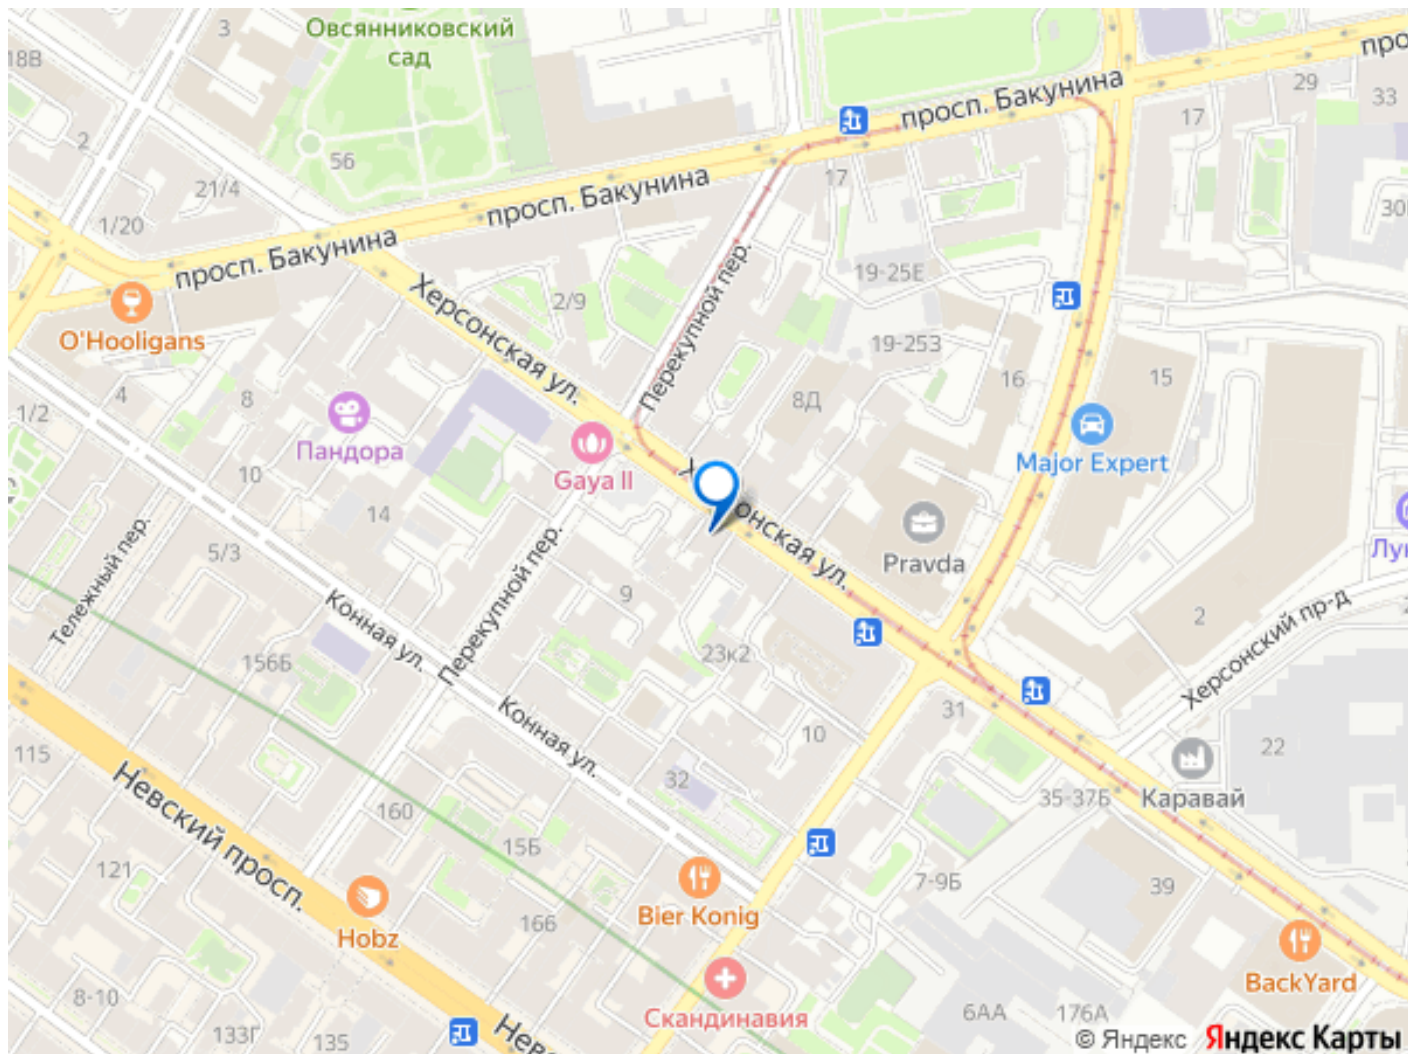 Овсянниковский
сад
3
18В
2
56
21/4
1/20
просп. Бакунина
просп. Бакунина
просп. Бакунина
про
29
33
17
17
30
O'Hooligans
Херсонская ул.
2/9
Перекупной пер.
19-25Е
19-253
16
15
8Д
4
8
1/2
Пандора
10
14
Gaya II
Major Expert
Тележный пер.
5/3
Конная ул.
Перекупной пер.
9
Х
онская ул.
Pravda
Лу
2
2
Херсонский пр-д
156Б
23к2
10
31
22
115
Невский просп.
Конная ул.
32
160
15Б
35-37Б
Каравай
121
Hobz
166
Bier Konig
7-9Б
39
BackYard
8-10
133Г
135
Невс
Скандинавия
6АА
176А
© Яндекс Яндекс Карты